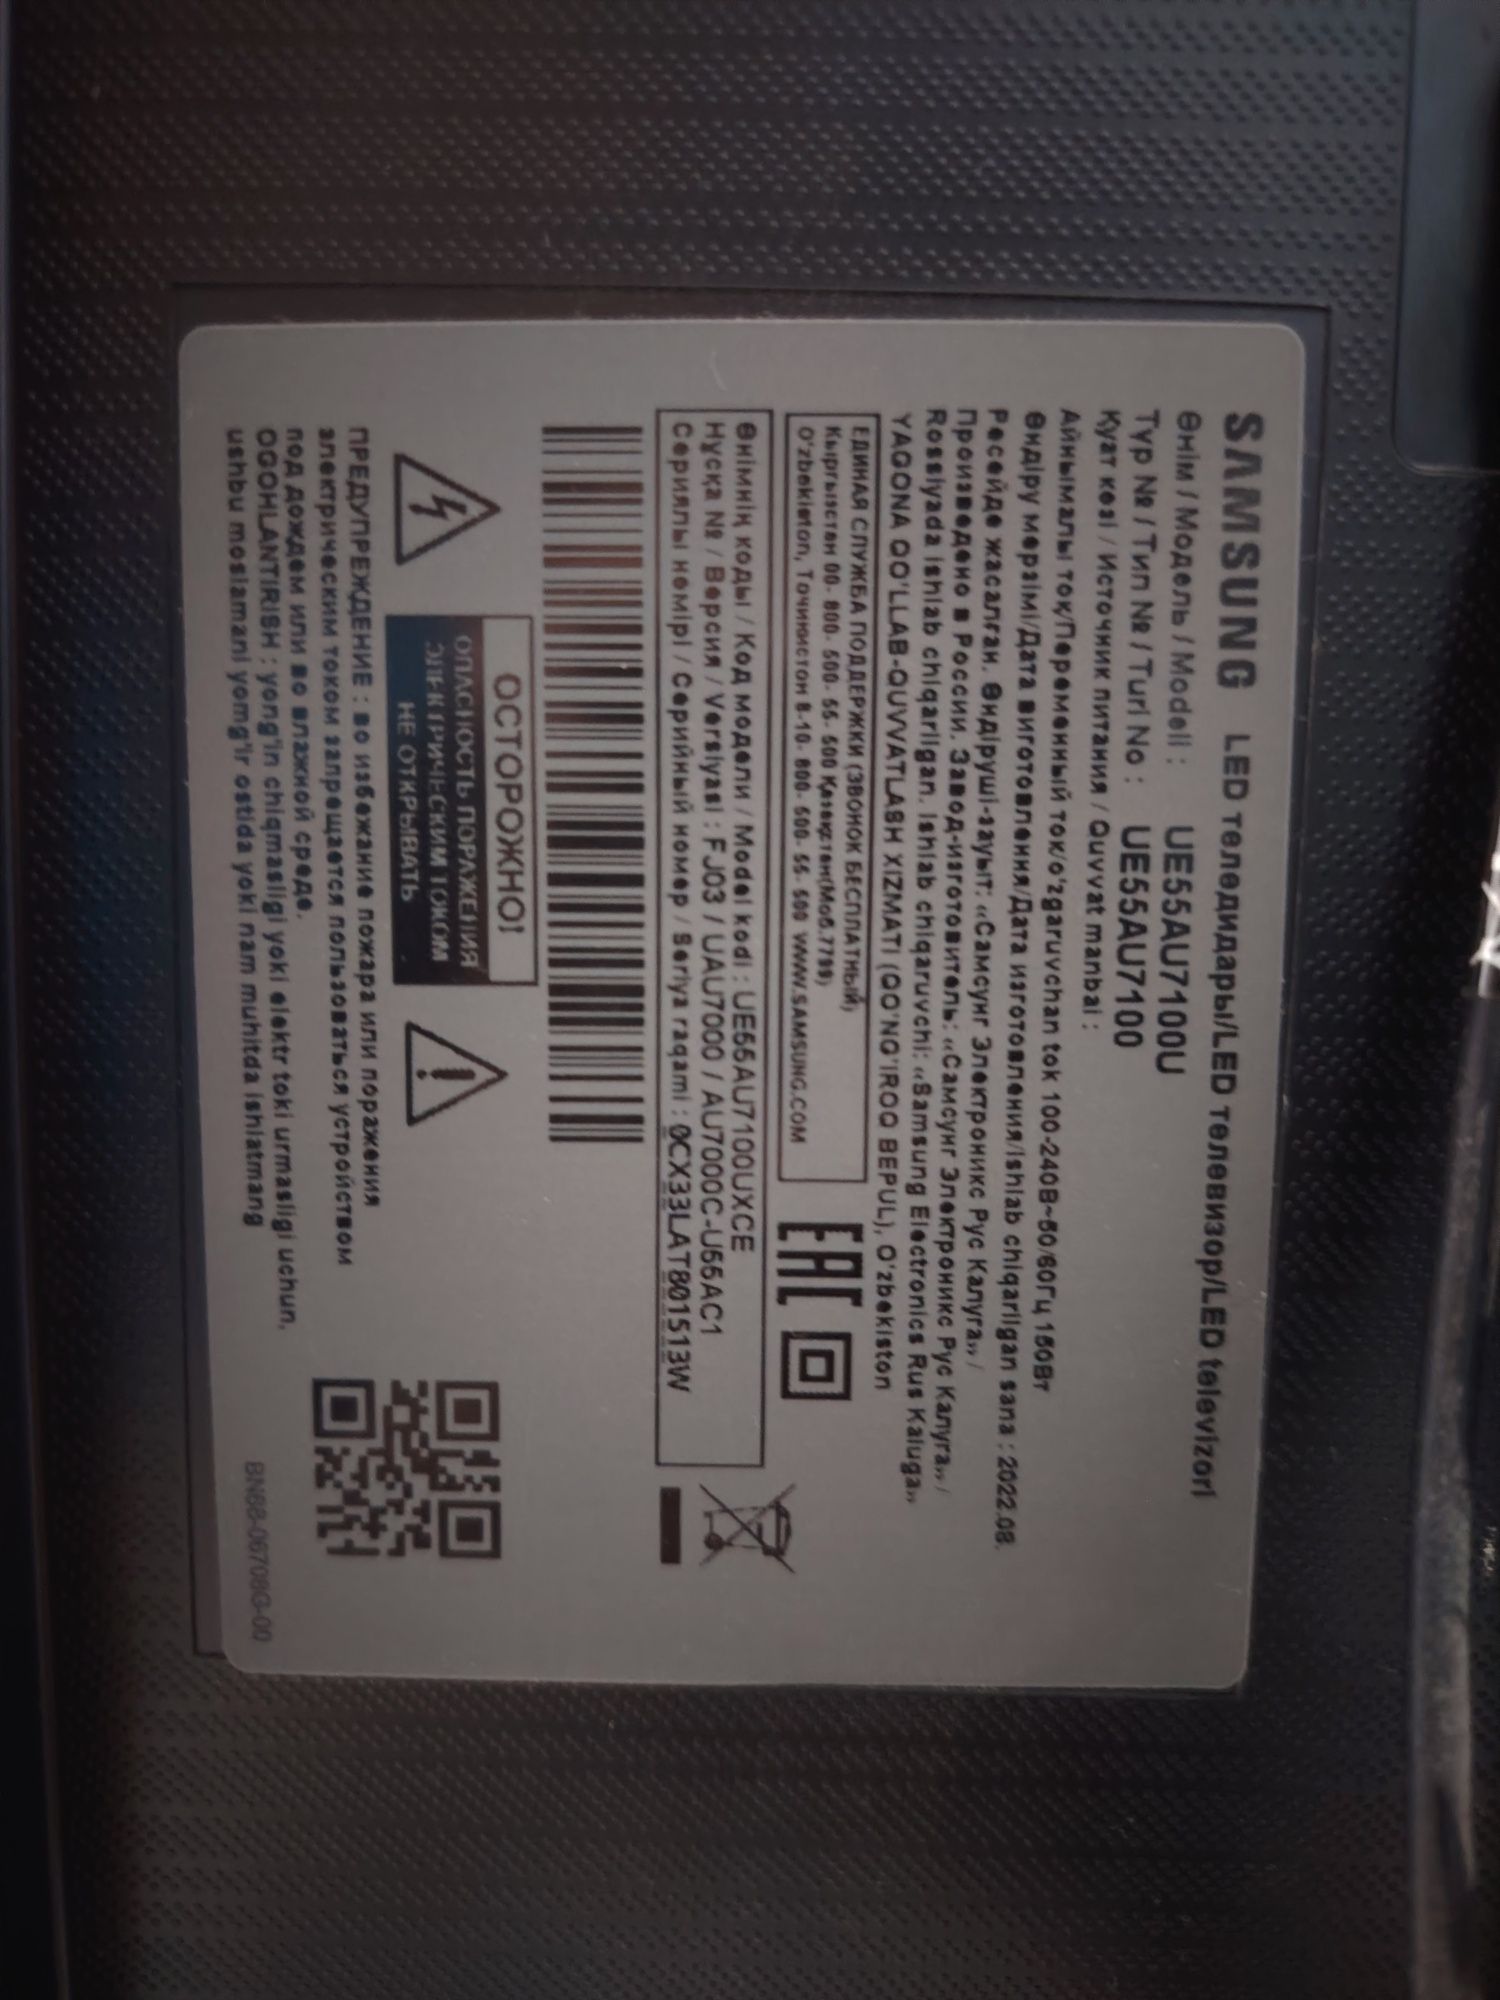 SAMSUNG LED теледидары/LED телевизор/LED televizori
Өнім / Модель / Modeli : UE55AU7100U
Түр № / Тип № / Turi No : UE55AU7100
Қуат көзі / Источник питания / Quvvat manbai :
Айнымалы ток/Переменный ток/o'zgaruvchan tok 100-240В~50/60Гц 150Вт
Өндіру мерзімі/Дата виготовлення/Дата изготовления/Ishlab chiqarilgan sana : 2022.08.
Ресейде жасалған. Өндіруші-зауыт: «Самсунг Электроникс Рус Калуга» /
Произведено в России. Завод-изготовитель: «Самсунг Электроникс Рус Калуга» /
Rossiyada ishlab chiqarilgan. Ishlab chiqaruvchi: «Samsung Electronics Rus Kaluga»
YAGONA QO'LLAB-QUVVATLASH XIZMATI (QO'NG'IROQ BEPUL), O'zbekiston
ЕДИНАЯ СЛУЖБА ПОДДЕРЖКИ (ЗВОНОК БЕСПЛАТНЫЙ)
Кыргызстан 00- 800- 500- 55- 500 Қазақстан(Моб.7799)
O'zbekiston, Точикистон 8-10- 800- 500- 55- 500 WWW.SAMSUNG.COM
EAC
Өнімнің коды / Код модели / Model kodi : UE55AU7100UXCE
Нұсқа № / Версия / Versiyasi : FJ03 / UAU7000 / AU7000C-U55AC1
Сериялы нөмірі / Серийный номер / Seriya raqami : 0CX33LAT801513W
ОСТОРОЖНО!
ОПАСНОСТЬ ПОРАЖЕНИЯ
ЭЛЕКТРИЧЕСКИМ ТОКОМ
НЕ ОТКРЫВАТЬ
ПРЕДУПРЕЖДЕНИЕ : во избежание пожара или поражения
электрическим током запрещается пользоваться устройством
под дождем или во влажной среде.
OGOHLANTIRISH : yong'in chiqmasligi yoki elektr toki urmasligi uchun,
ushbu moslamani yomg'ir ostida yoki nam muhitda ishlatmang
BN68-06708G-00